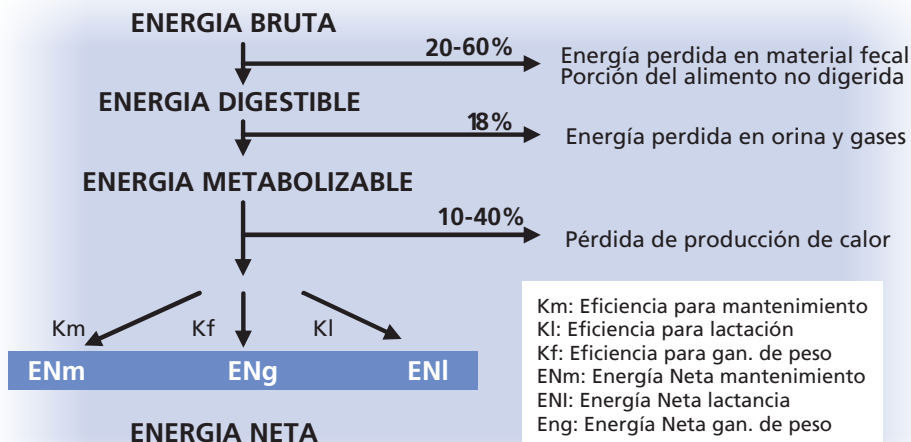 ENERGIA BRUTA
20-60%
Energía perdida en material fecal
Porción del alimento no digerida
ENERGIA DIGESTIBLE
18%
Energía perdida en orina y gases
ENERGIA METABOLIZABLE
10-40%
Pérdida de producción de calor
Km
Kf
Kl
ENm
ENg
ENl
ENERGIA NETA
Km: Eficiencia para mantenimiento
Kl: Eficiencia para lactación
Kf: Eficiencia para gan. de peso
ENm: Energía Neta mantenimiento
ENl: Energía Neta lactancia
Eng: Energía Neta gan. de peso